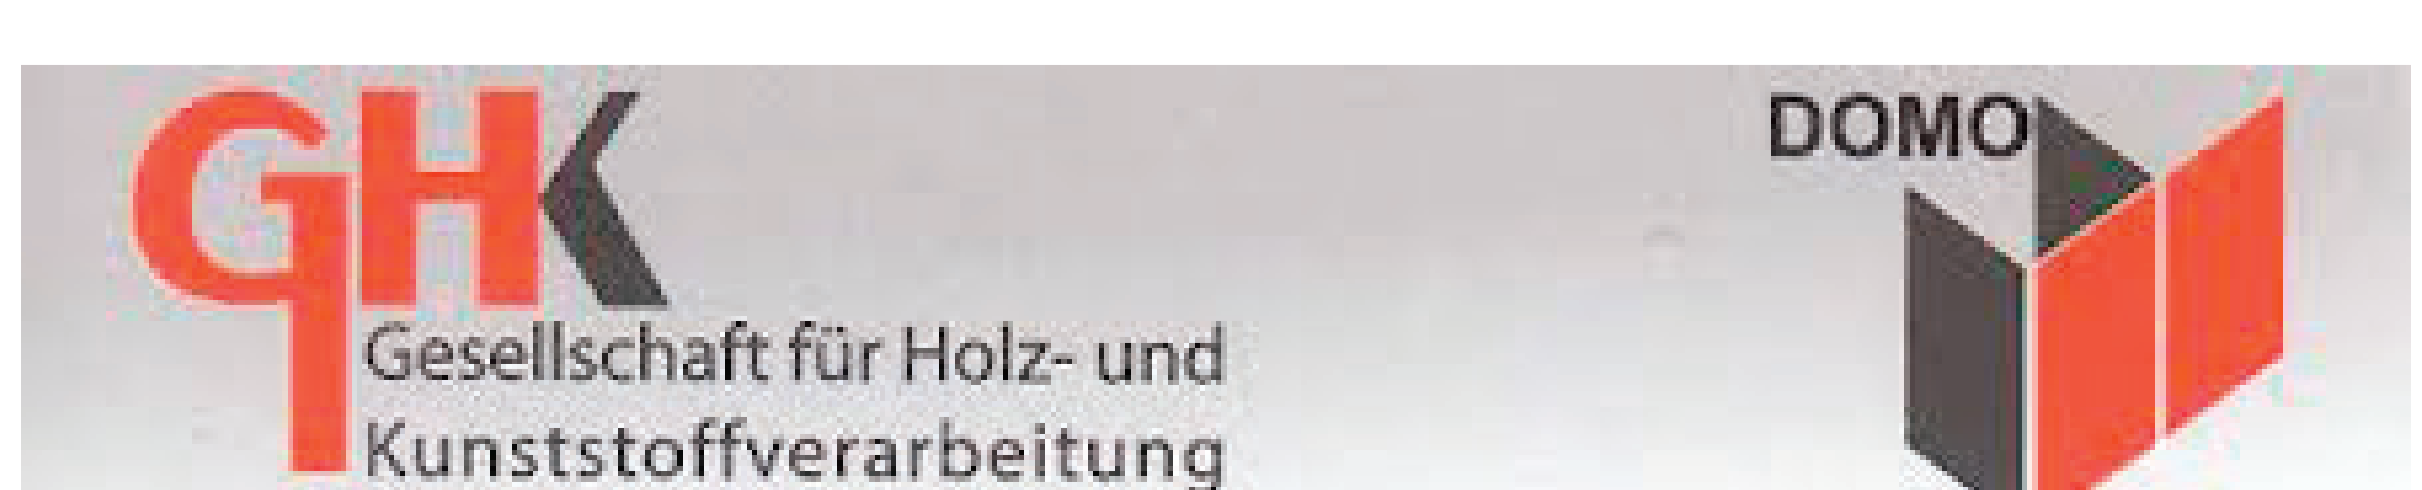 GHK
DOMO
Gesellschaft für Holz- und
Kunststoffverarbeitung